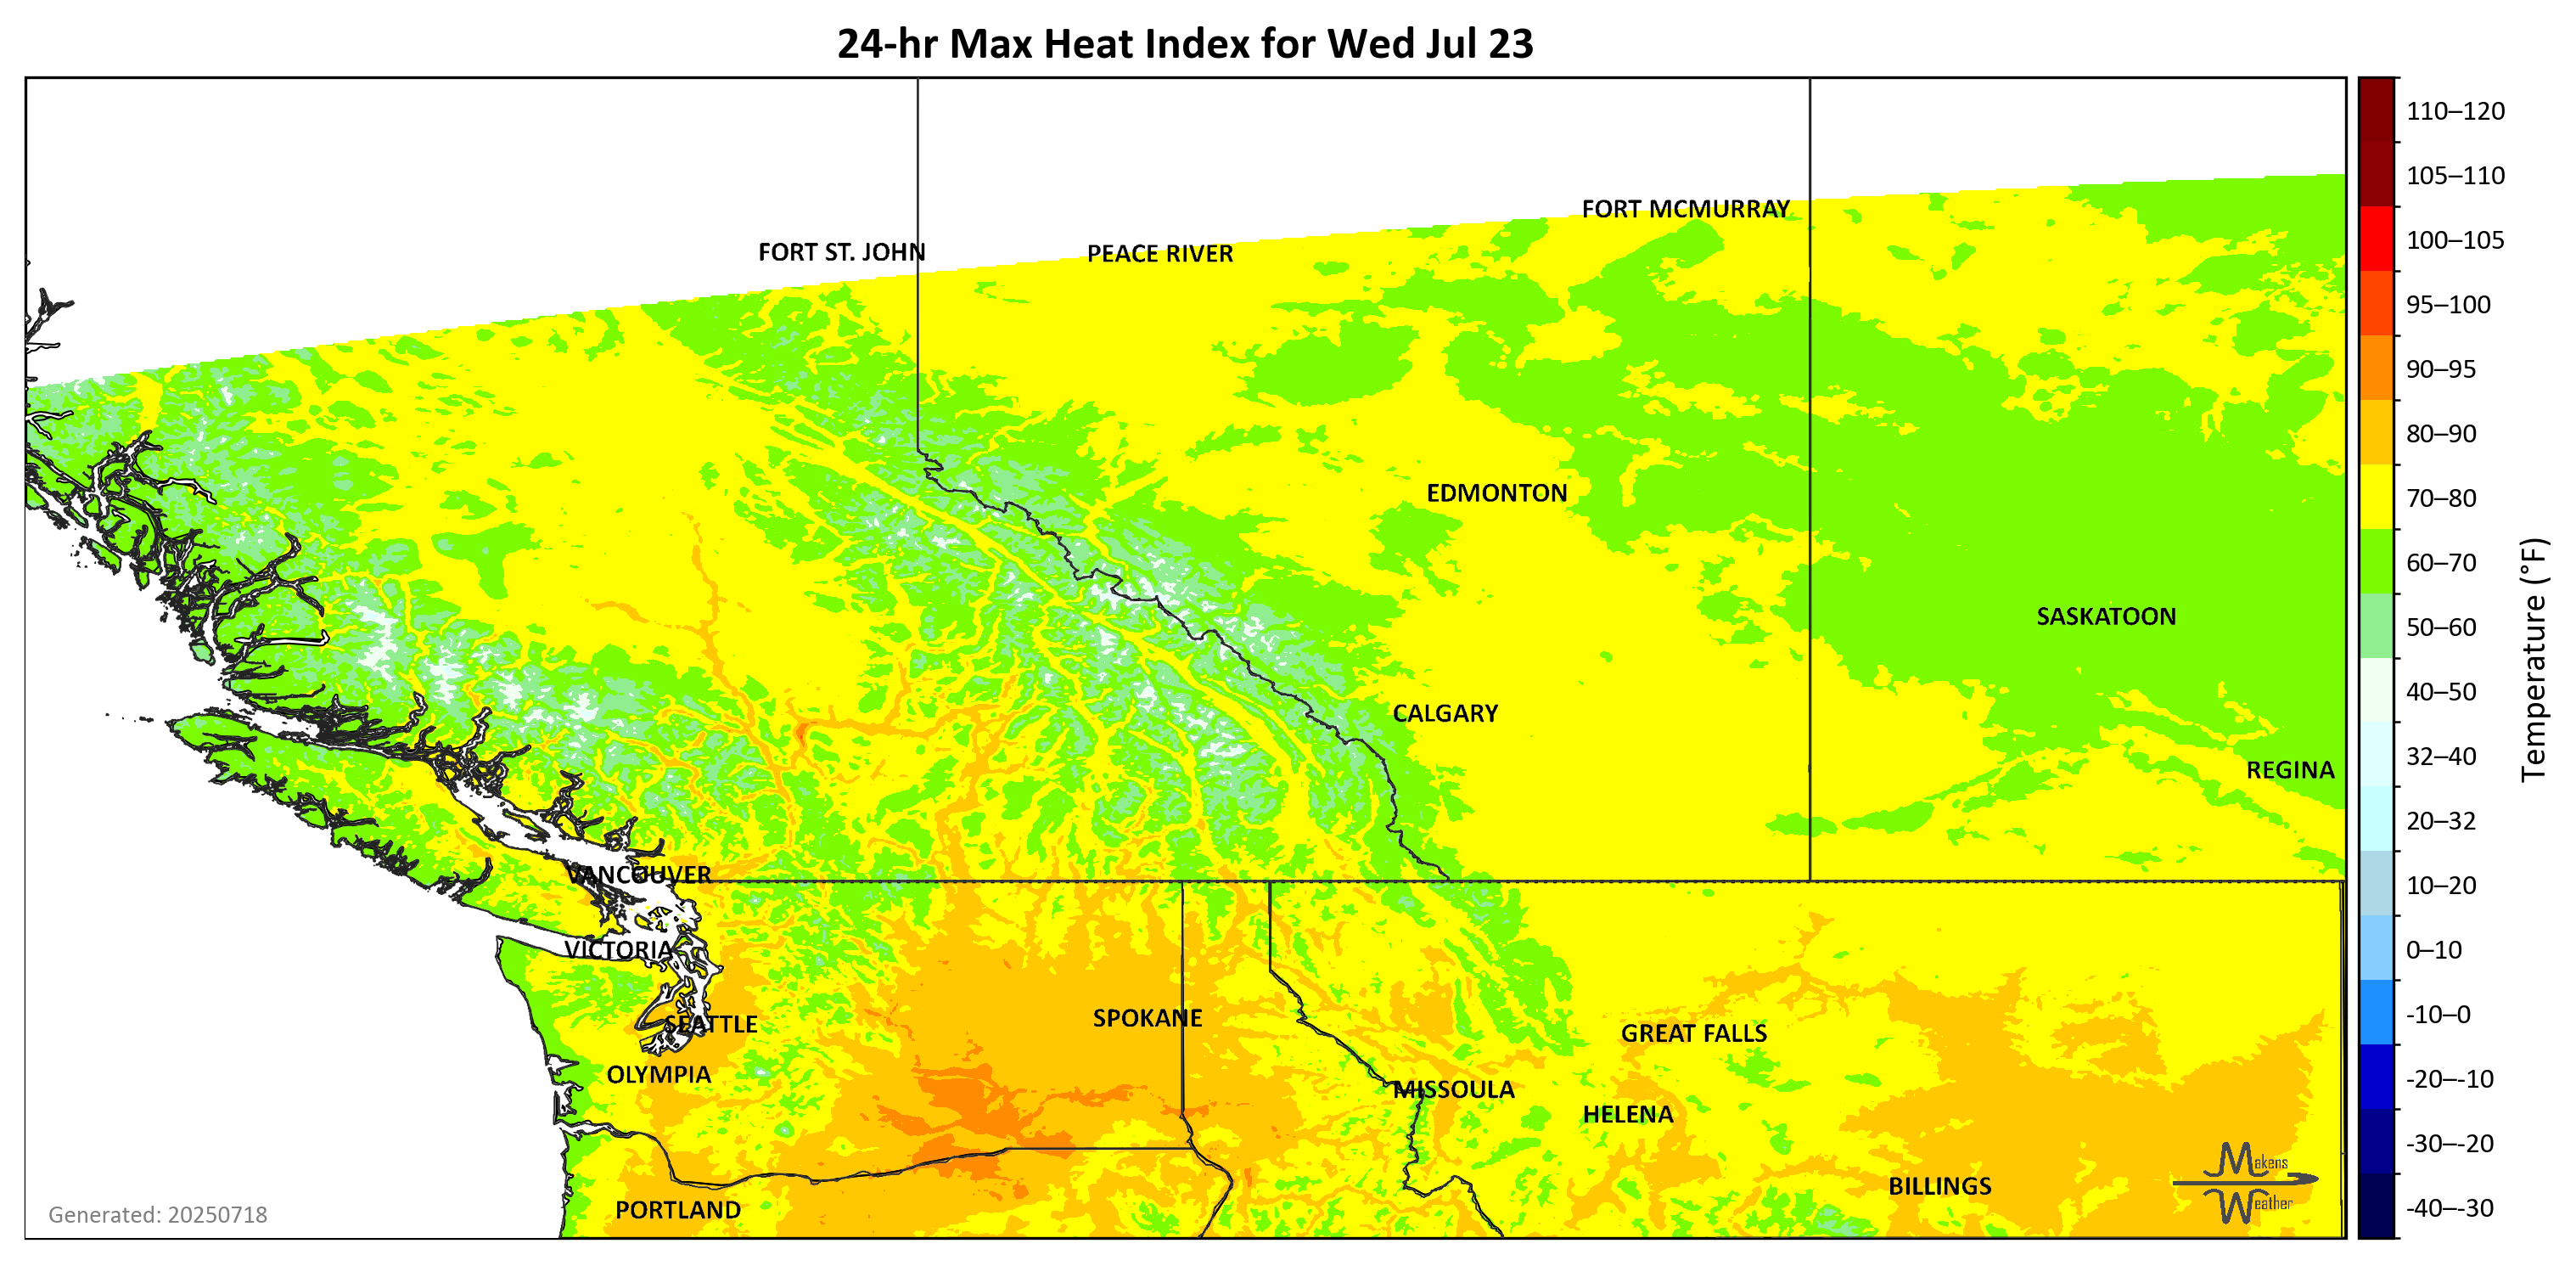 24-hr Max Heat Index for Wed Jul 23
FORT MCMURRAY
FORT ST. JOHN
PEACE RIVER
EDMONTON
SASKATOON
CALGARY
REGINA
VANCOUVER
VICTORIA
SEATTLE
SPOKANE
GREAT FALLS
OLYMPIA
MISSOULA
HELENA
BILLINGS
PORTLAND
Makens
Weather
Generated: 20250718
110–120
105–110
100–105
95–100
90–95
80–90
70–80
60–70
50–60
40–50
32–40
20–32
10–20
0–10
-10–0
-20–-10
-30–-20
-40–-30
Temperature (°F)